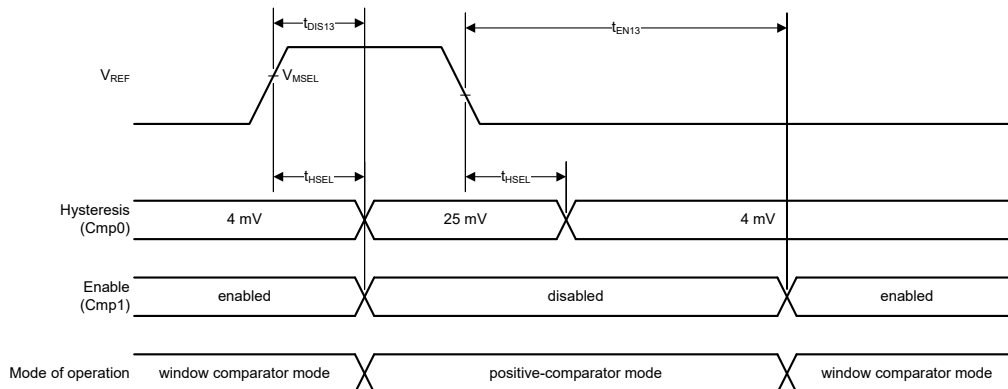 tDIS13
tEN13
VREF
VMSEL
tHSEL
tHSEL
Hysteresis
(Cmp0)
4 mV
25 mV
4 mV
Enable
(Cmp1)
enabled
disabled
enabled
Mode of operation
window comparator mode
positive-comparator mode
window comparator mode